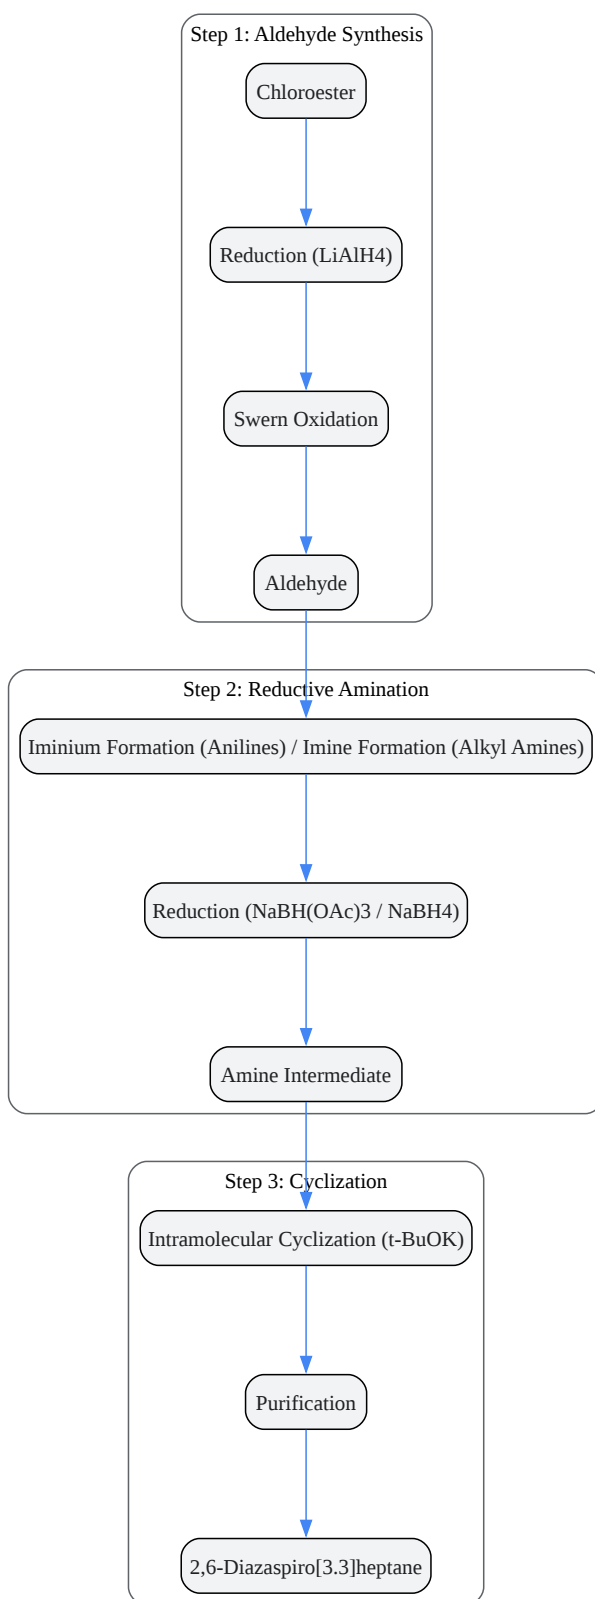 Step 1: Aldehyde Synthesis
Chloroester
Reduction (LiAlH4)
Swern Oxidation
Aldehyde
Step 2: Reductive Amination
Iminium Formation (Anilines) / Imine Formation (Alkyl Amines)
Reduction (NaBH(OAc)3 / NaBH4)
Amine Intermediate
Step 3: Cyclization
Intramolecular Cyclization (t-BuOK)
Purification
2,6-Diazaspiro[3.3]heptane